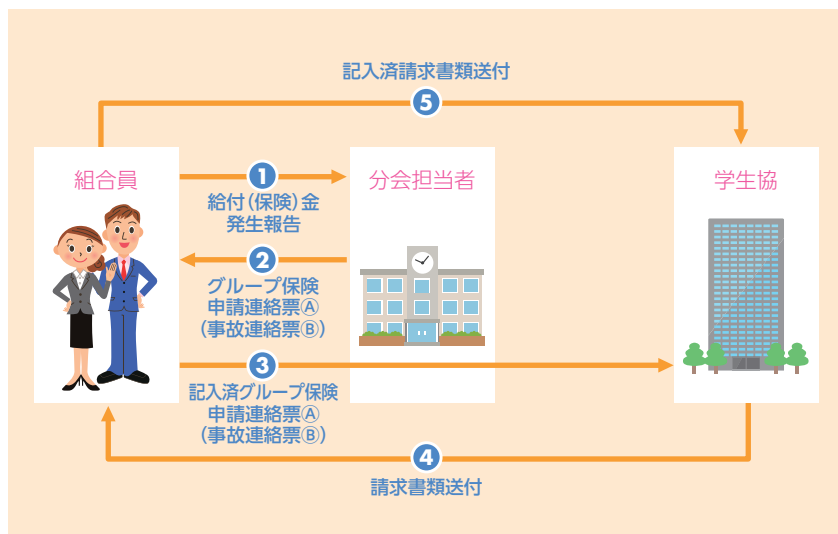 記入済請求書類送付
5
組合員
分会担当者
学生協
1
給付(保険)金
発生報告
2
グループ保険
申請連絡票Ⓐ
(事故連絡票Ⓑ)
3
記入済グループ保険
申請連絡票Ⓐ
(事故連絡票Ⓑ)
4
請求書類送付